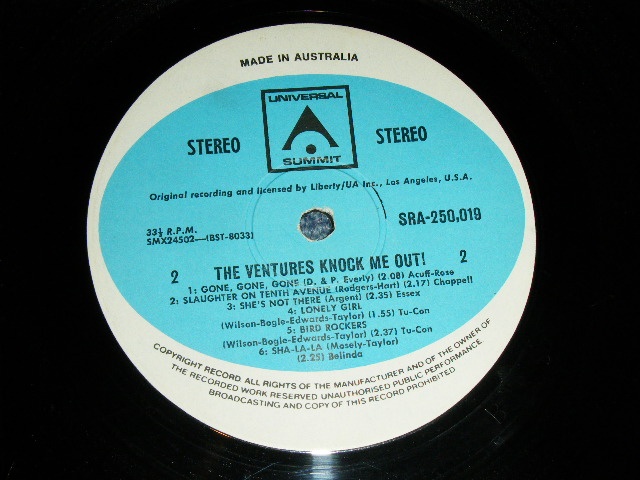 MADE IN AUSTRALIA
UNIVERSAL
SUMMIT
STEREO
STEREO
Original recording and licensed by Liberty/UA Inc., Los Angeles, U.S.A.
33⅓ R.P.M.
SMX24502—(BST-8033)
SRA-250,019
2
THE VENTURES KNOCK ME OUT!
2
1: GONE, GONE, GONE (D. & P. Everly) (2.08) Acuff-Rose
2: SLAUGHTER ON TENTH AVENUE (Rodgers-Hart) (2.17) Chappell
3: SHE'S NOT THERE (Argent) (2.35) Essex
4: LONELY GIRL
(Wilson-Bogle-Edwards-Taylor) (1.55) Tu-Con
5: BIRD ROCKERS
(Wilson-Bogle-Edwards-Taylor) (2.37) Tu-Con
6: SHA-LA-LA (Mosely-Taylor)
(2.25) Belinda
COPYRIGHT RECORD. ALL RIGHTS OF THE MANUFACTURER AND OF THE OWNER OF
THE RECORDED WORK RESERVED UNAUTHORISED PUBLIC PERFORMANCE
BROADCASTING AND COPY OF THIS RECORD PROHIBITED